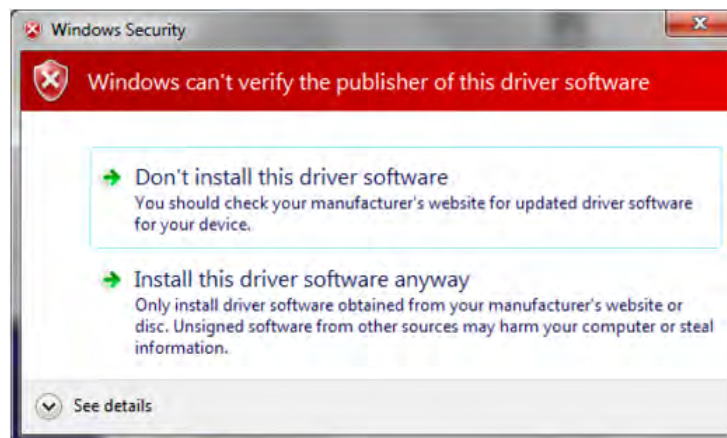 Windows Security
Windows can't verify the publisher of this driver software
Don't install this driver software
You should check your manufacturer's website for updated driver software
for your device.
Install this driver software anyway
Only install driver software obtained from your manufacturer's website or
disc. Unsigned software from other sources may harm your computer or steal
information.
See details